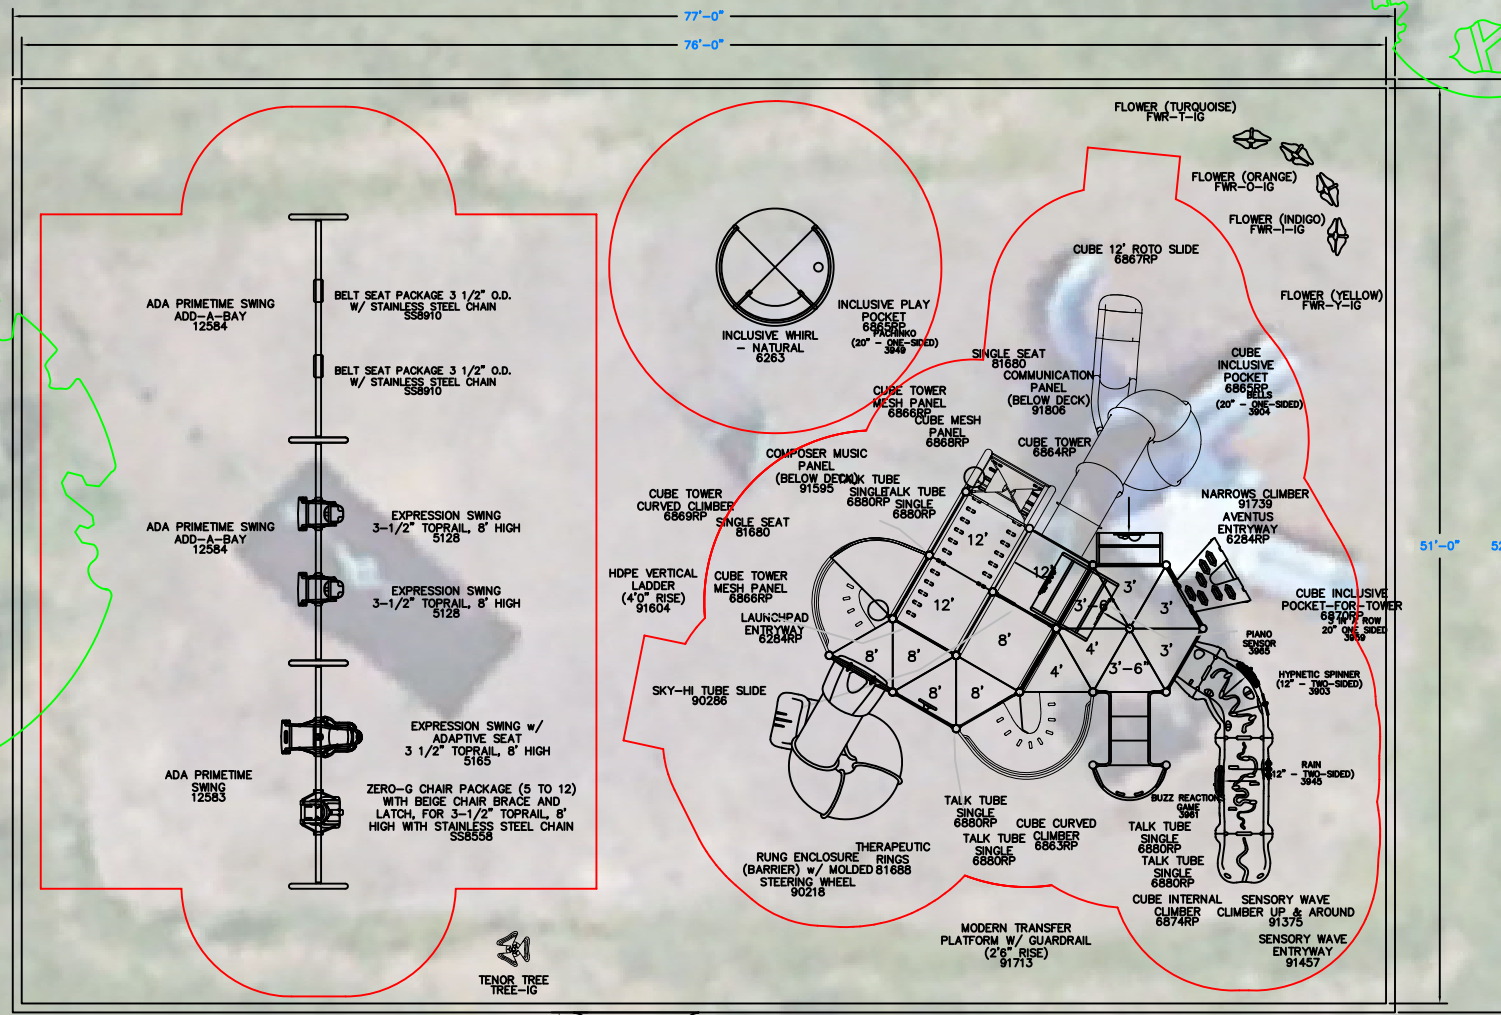 77'-0"
76'-0"
FLOWER (TURQUOISE)
FWR-T-IG
FLOWER (ORANGE)
FWR-O-IG
FLOWER (INDIGO)
FWR-I-IG
FLOWER (YELLOW)
FWR-Y-IG
CUBE 12' ROTO SLIDE
6867RP
ADA PRIMETIME SWING
ADD-A-BAY
12584
BELT SEAT PACKAGE 3 1/2" O.D.
W/ STAINLESS STEEL CHAIN
SS8910
BELT SEAT PACKAGE 3 1/2" O.D.
W/ STAINLESS STEEL CHAIN
SS8910
INCLUSIVE WHIRL
- NATURAL
6263
INCLUSIVE PLAY
POCKET
6865RP
PACHINKO
(20" - ONE-SIDED)
3949
SINGLE SEAT
81680
COMMUNICATION
PANEL
(BELOW DECK)
91806
CUBE
INCLUSIVE
POCKET
6865RP
BELLS
(20" - ONE-SIDED)
3904
CUBE TOWER
MESH PANEL
6866RP
CUBE MESH
PANEL
6868RP
CUBE TOWER
6864RP
COMPOSER MUSIC
PANEL
(BELOW DECK)
91595
TALK TUBE
SINGLE
6880RP
TALK TUBE
SINGLE
6880RP
CUBE TOWER
CURVED CLIMBER
6869RP
SINGLE SEAT
81680
NARROWS CLIMBER
91739
AVENTUS
ENTRYWAY
6284RP
ADA PRIMETIME SWING
ADD-A-BAY
12584
EXPRESSION SWING
3-1/2" TOPRAIL, 8' HIGH
5128
EXPRESSION SWING
3-1/2" TOPRAIL, 8' HIGH
5128
HDPE VERTICAL
LADDER
(4'0" RISE)
91604
CUBE TOWER
MESH PANEL
6866RP
LAUNCHPAD
ENTRYWAY
6284RP
51'-0"
CUBE INCLUSIVE
POCKET-FOR-TOWER
6870RP
20" ONE SIDED
PIANO
SENSOR
3965
HYPNETIC SPINNER
(12" - TWO-SIDED)
3903
12'
12'
12'
3'
3'-6"
3'
8'
4'
3'
8'
8'
4'
3'-6"
8'
8'
SKY-HI TUBE SLIDE
90286
EXPRESSION SWING w/
ADAPTIVE SEAT
3 1/2" TOPRAIL, 8' HIGH
5165
ADA PRIMETIME
SWING
12583
ZERO-G CHAIR PACKAGE (5 TO 12)
WITH BEIGE CHAIR BRACE AND
LATCH, FOR 3-1/2" TOPRAIL, 8'
HIGH WITH STAINLESS STEEL CHAIN
SS8558
RAIN
(12" - TWO-SIDED)
3945
BUZZ REACTION
GAME
3961
TALK TUBE
SINGLE
6880RP
CUBE CURVED
CLIMBER
6863RP
TALK TUBE
SINGLE
6880RP
TALK TUBE
SINGLE
6880RP
TALK TUBE
SINGLE
6880RP
THERAPEUTIC
RINGS
81688
RUNG ENCLOSURE
(BARRIER) w/ MOLDED
STEERING WHEEL
90218
CUBE INTERNAL
CLIMBER
6874RP
SENSORY WAVE
CLIMBER UP & AROUND
91375
MODERN TRANSFER
PLATFORM W/ GUARDRAIL
(2'6" RISE)
91713
SENSORY WAVE
ENTRYWAY
91457
TENOR TREE
TREE-IG